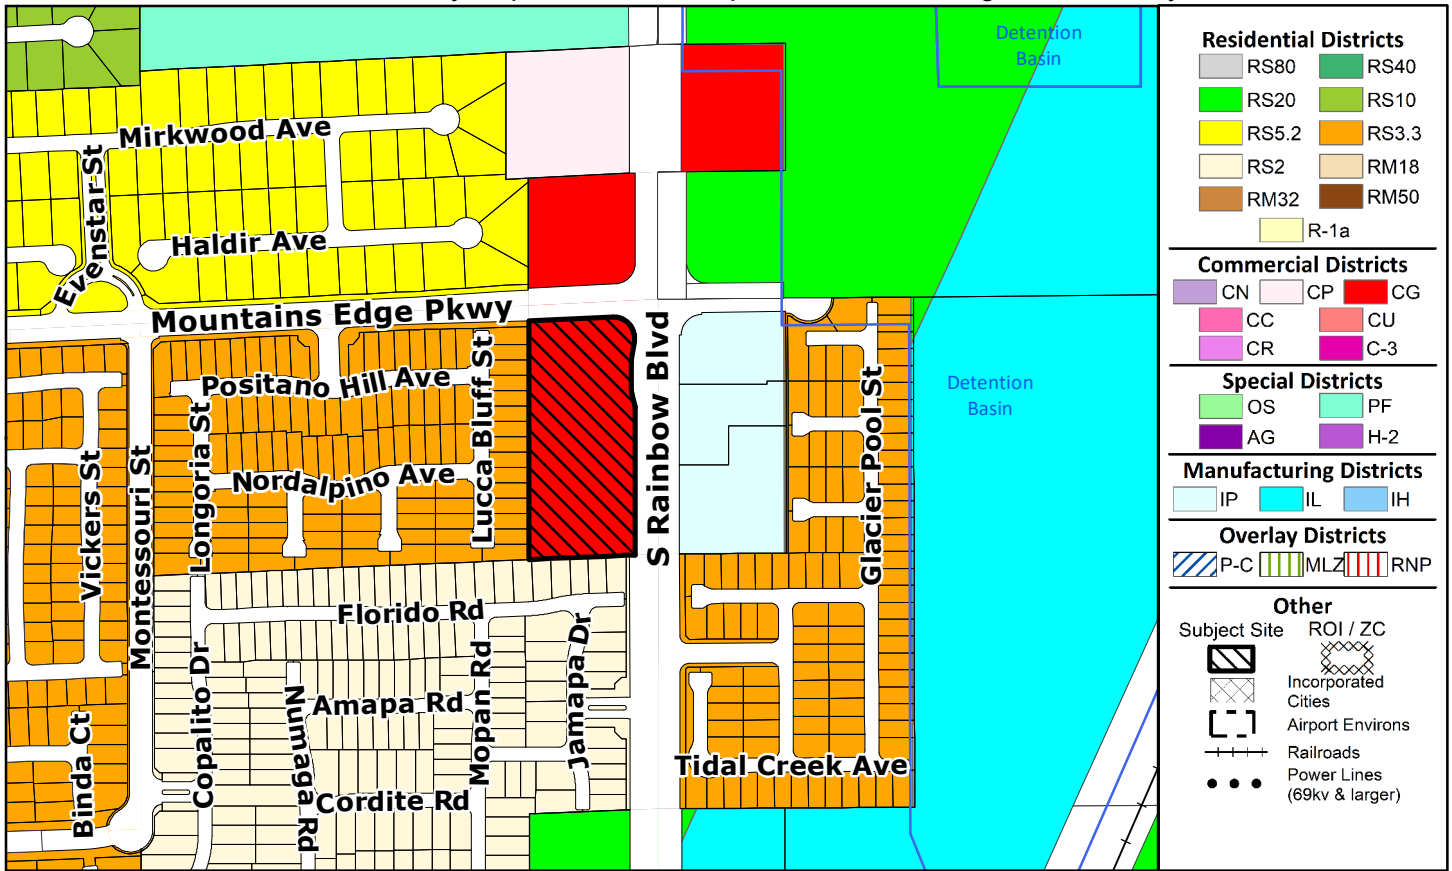 Detention
Basin
Mirkwood Ave
Evenstar St
Haldir Ave
Mountains Edge Pkwy
Positano Hill Ave
Lucca Bluff St
S Rainbow Blvd
Glacier Pool St
Detention
Basin
Longoria St
Nordalpino Ave
Vickers St
Montessouri St
Florido Rd
Jamapa Dr
Copalito Dr
Numaga Rd
Amapa Rd
Mopan Rd
Binda Ct
Cordite Rd
Tidal Creek Ave
Residential Districts
RS80 RS40
RS20 RS10
RS5.2 RS3.3
RS2 RM18
RM32 RM50
R-1a
Commercial Districts
CN CP CG
CC CU
CR C-3
Special Districts
OS PF
AG H-2
Manufacturing Districts
IP IL IH
Overlay Districts
P-C MLZ RNP
Other
Subject Site ROI / ZC
Incorporated
Cities
Airport Environs
Railroads
Power Lines
(69kv & larger)